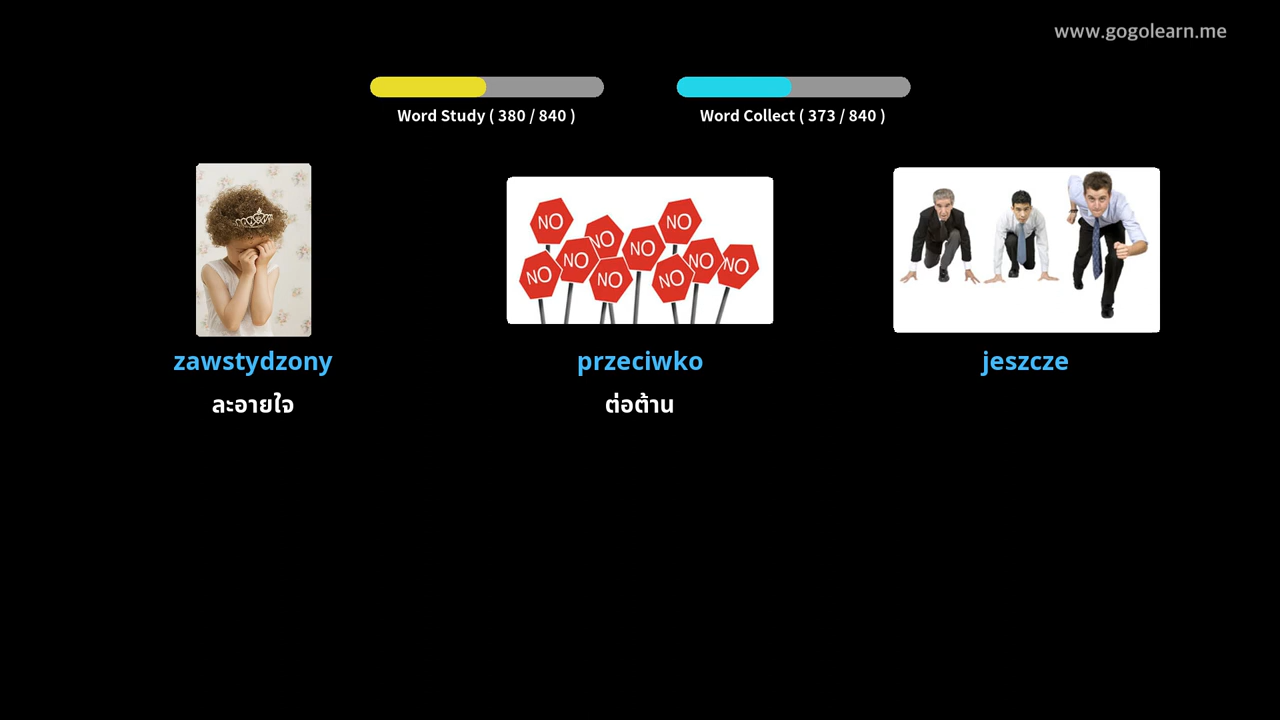 www.gogolearn.me
Word Study ( 380 / 840 )
Word Collect ( 373 / 840 )
NO
NO
NO
NO
NO
NO
NO
NO
NO
NO
zawstydzony
przeciwko
jeszcze
ละอายใจ
ต่อต้าน